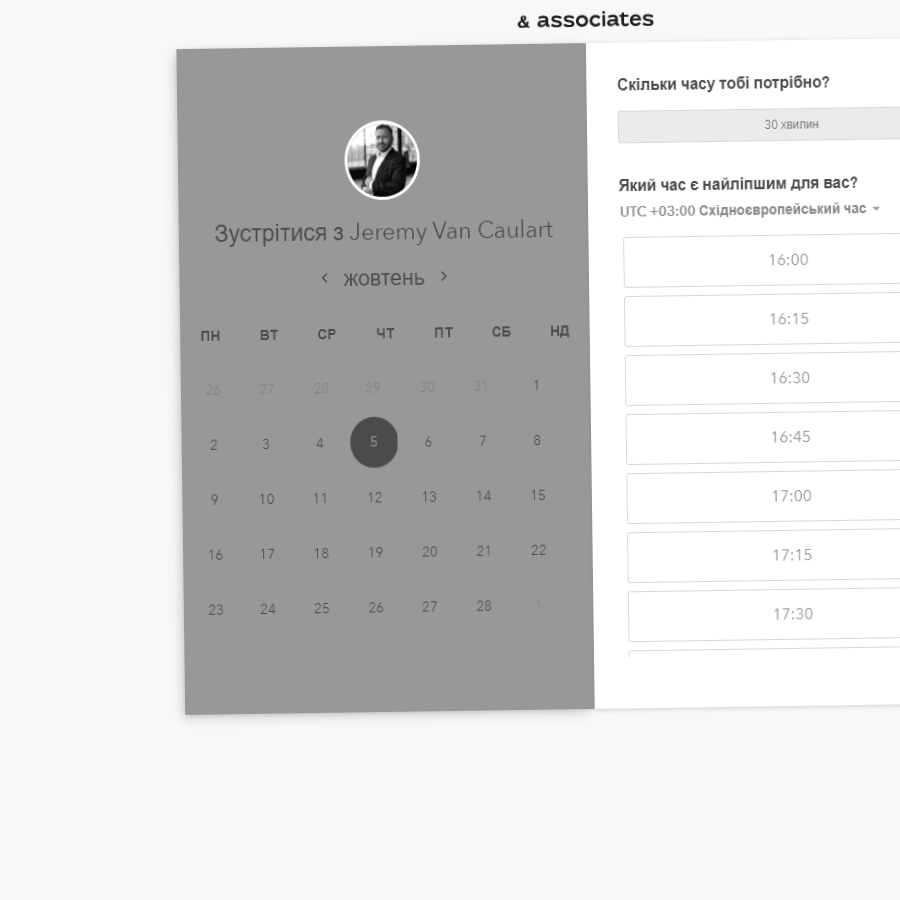 & associates
Зустрітися з Jeremy Van Caulart
жовтень
ПН ВТ СР ЧТ ПТ СБ НД
26 27 28 29 30 31 1
2 3 4 5 6 7 8
9 10 11 12 13 14 15
16 17 18 19 20 21 22
23 24 25 26 27 28 1
Скільки часу тобі потрібно?
30 хвилин
Який час є найліпшим для вас?
UTC +03:00 Східноєвропейський час
16:00
16:15
16:30
16:45
17:00
17:15
17:30